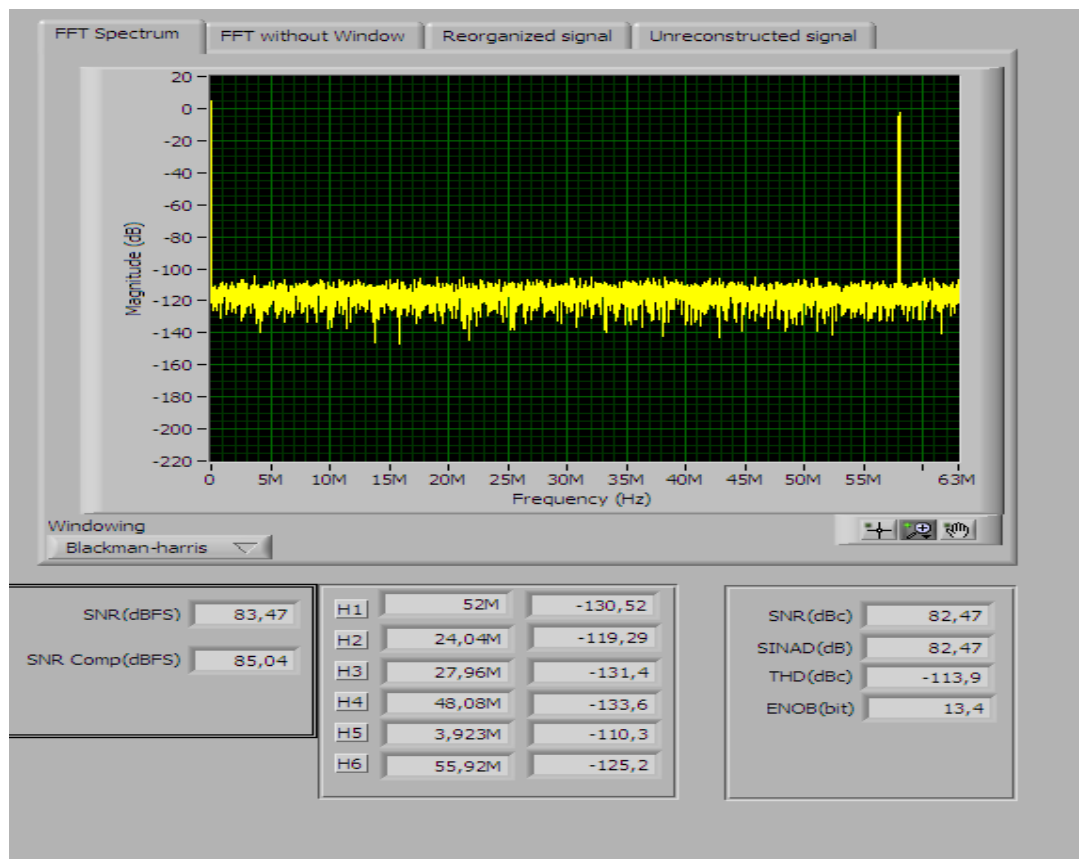 FFT Spectrum FFT without Window Reorganized signal Unreconstructed signal
20
0
-20
-40
-60
-80
-100
-120
-140
-160
-180
-200
-220
Magnitude (dB)
0 5M 10M 15M 20M 25M 30M 35M 40M 45M 50M 55M 63M
Frequency (Hz)
Windowing
Blackman-harris
SNR(dBFS) 83,47
SNR Comp(dBFS) 85,04
H1 52M -130,52
H2 24,04M -119,29
H3 27,96M -131,4
H4 48,08M -133,6
H5 3,923M -110,3
H6 55,92M -125,2
SNR(dBc) 82,47
SINAD(dB) 82,47
THD(dBc) -113,9
ENOB(bit) 13,4